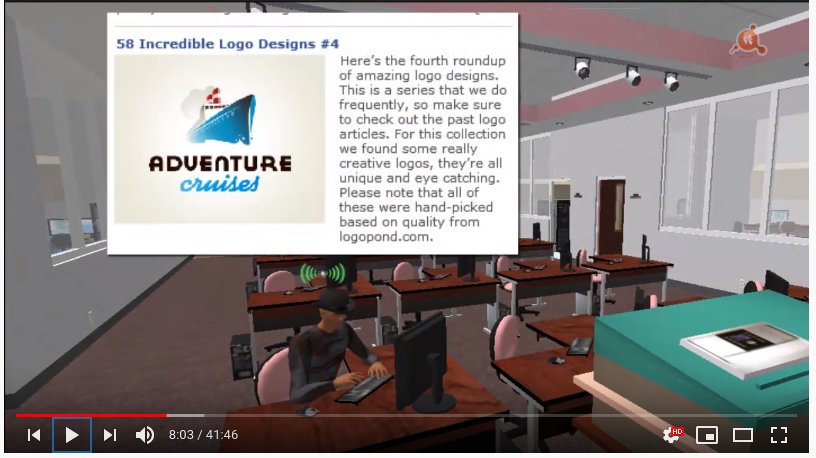 58 Incredible Logo Designs #4
Here's the fourth roundup
of amazing logo designs.
This is a series that we do
frequently, so make sure
to check out the past logo
articles. For this collection
we found some really
creative logos, they're all
unique and eye catching.
Please note that all of
these were hand-picked
based on quality from
logopond.com.
ADVENTURE
cruises
8:03 / 41:46
HD